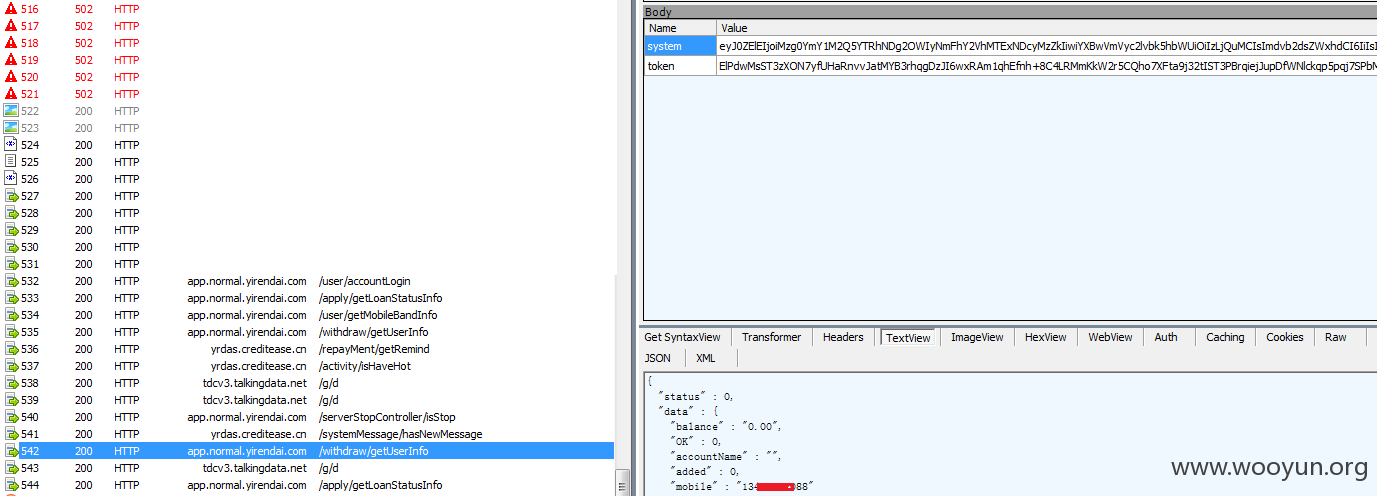 516 502 HTTP
517 502 HTTP
518 502 HTTP
519 502 HTTP
520 502 HTTP
521 502 HTTP
522 200 HTTP
523 200 HTTP
524 200 HTTP
525 200 HTTP
526 200 HTTP
527 200 HTTP
528 200 HTTP
529 200 HTTP
530 200 HTTP
531 200 HTTP
532 200 HTTP app.normal.yirendai.com /user/accountLogin
533 200 HTTP app.normal.yirendai.com /apply/getLoanStatusInfo
534 200 HTTP app.normal.yirendai.com /user/getMobileBandInfo
535 200 HTTP app.normal.yirendai.com /withdraw/getUserInfo
536 200 HTTP yrdas.creditease.cn /repayMent/getRemind
537 200 HTTP yrdas.creditease.cn /activity/isHaveHot
538 200 HTTP tdcv3.talkingdata.net /g/d
539 200 HTTP tdcv3.talkingdata.net /g/d
540 200 HTTP app.normal.yirendai.com /serverStopController/isStop
541 200 HTTP yrdas.creditease.cn /systemMessage/hasNewMessage
542 200 HTTP app.normal.yirendai.com /withdraw/getUserInfo
543 200 HTTP tdcv3.talkingdata.net /g/d
544 200 HTTP app.normal.yirendai.com /apply/getLoanStatusInfo
Body
Name Value
system
token
Get SyntaxView Transformer Headers TextView ImageView HexView WebView Auth Caching Cookies Raw
JSON XML
{
"status" : 0,
"data" : {
"balance" : "0.00",
"OK" : 0,
"accountName" : "",
"added" : 0,
"mobile" : "134 088"
www.wooyun.org